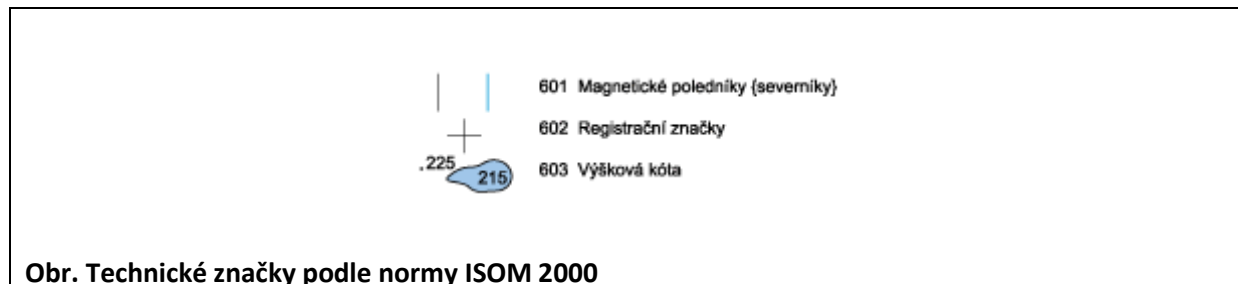 601 Magnetické poledníky {severníky}
602 Registrační značky
.225
215
603 Výšková kóta
Obr. Technické značky podle normy ISOM 2000